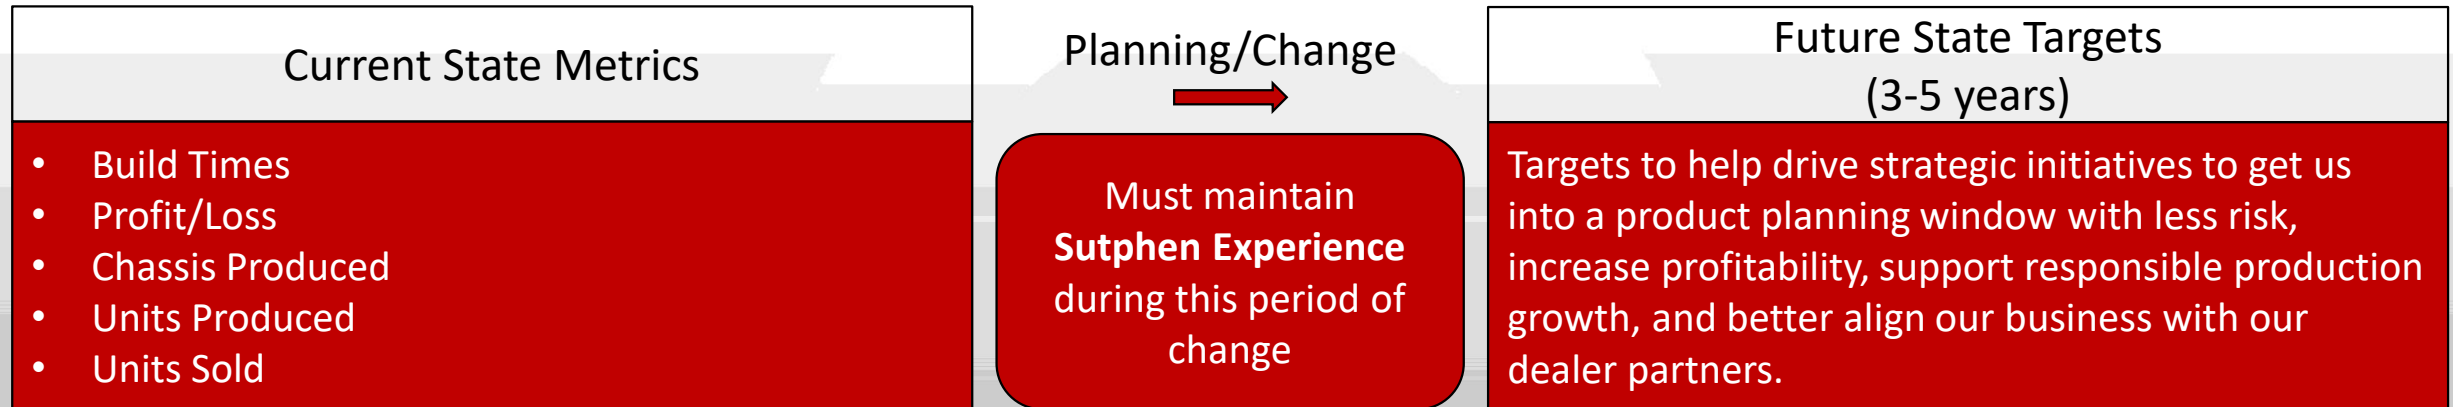 Current State Metrics
• Build Times
• Profit/Loss
• Chassis Produced
• Units Produced
• Units Sold
Planning/Change
Must maintain
Sutphen Experience
during this period of
change
Future State Targets
(3-5 years)
Targets to help drive strategic initiatives to get us
into a product planning window with less risk,
increase profitability, support responsible production
growth, and better align our business with our
dealer partners.